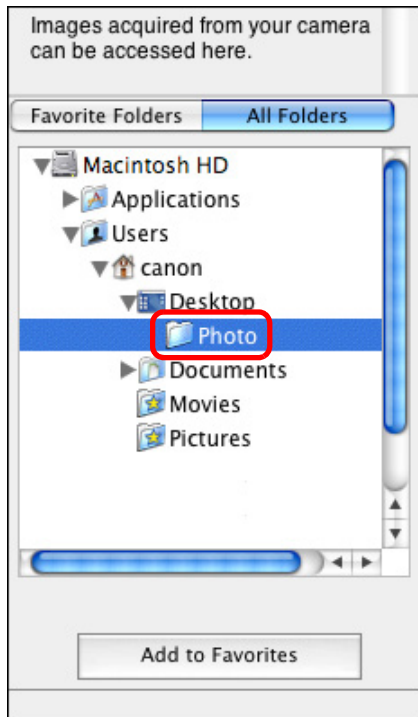 Images acquired from your camera
can be accessed here.
Favorite Folders All Folders
Macintosh HD
Applications
Users
canon
Desktop
Photo
Documents
Movies
Pictures
Add to Favorites